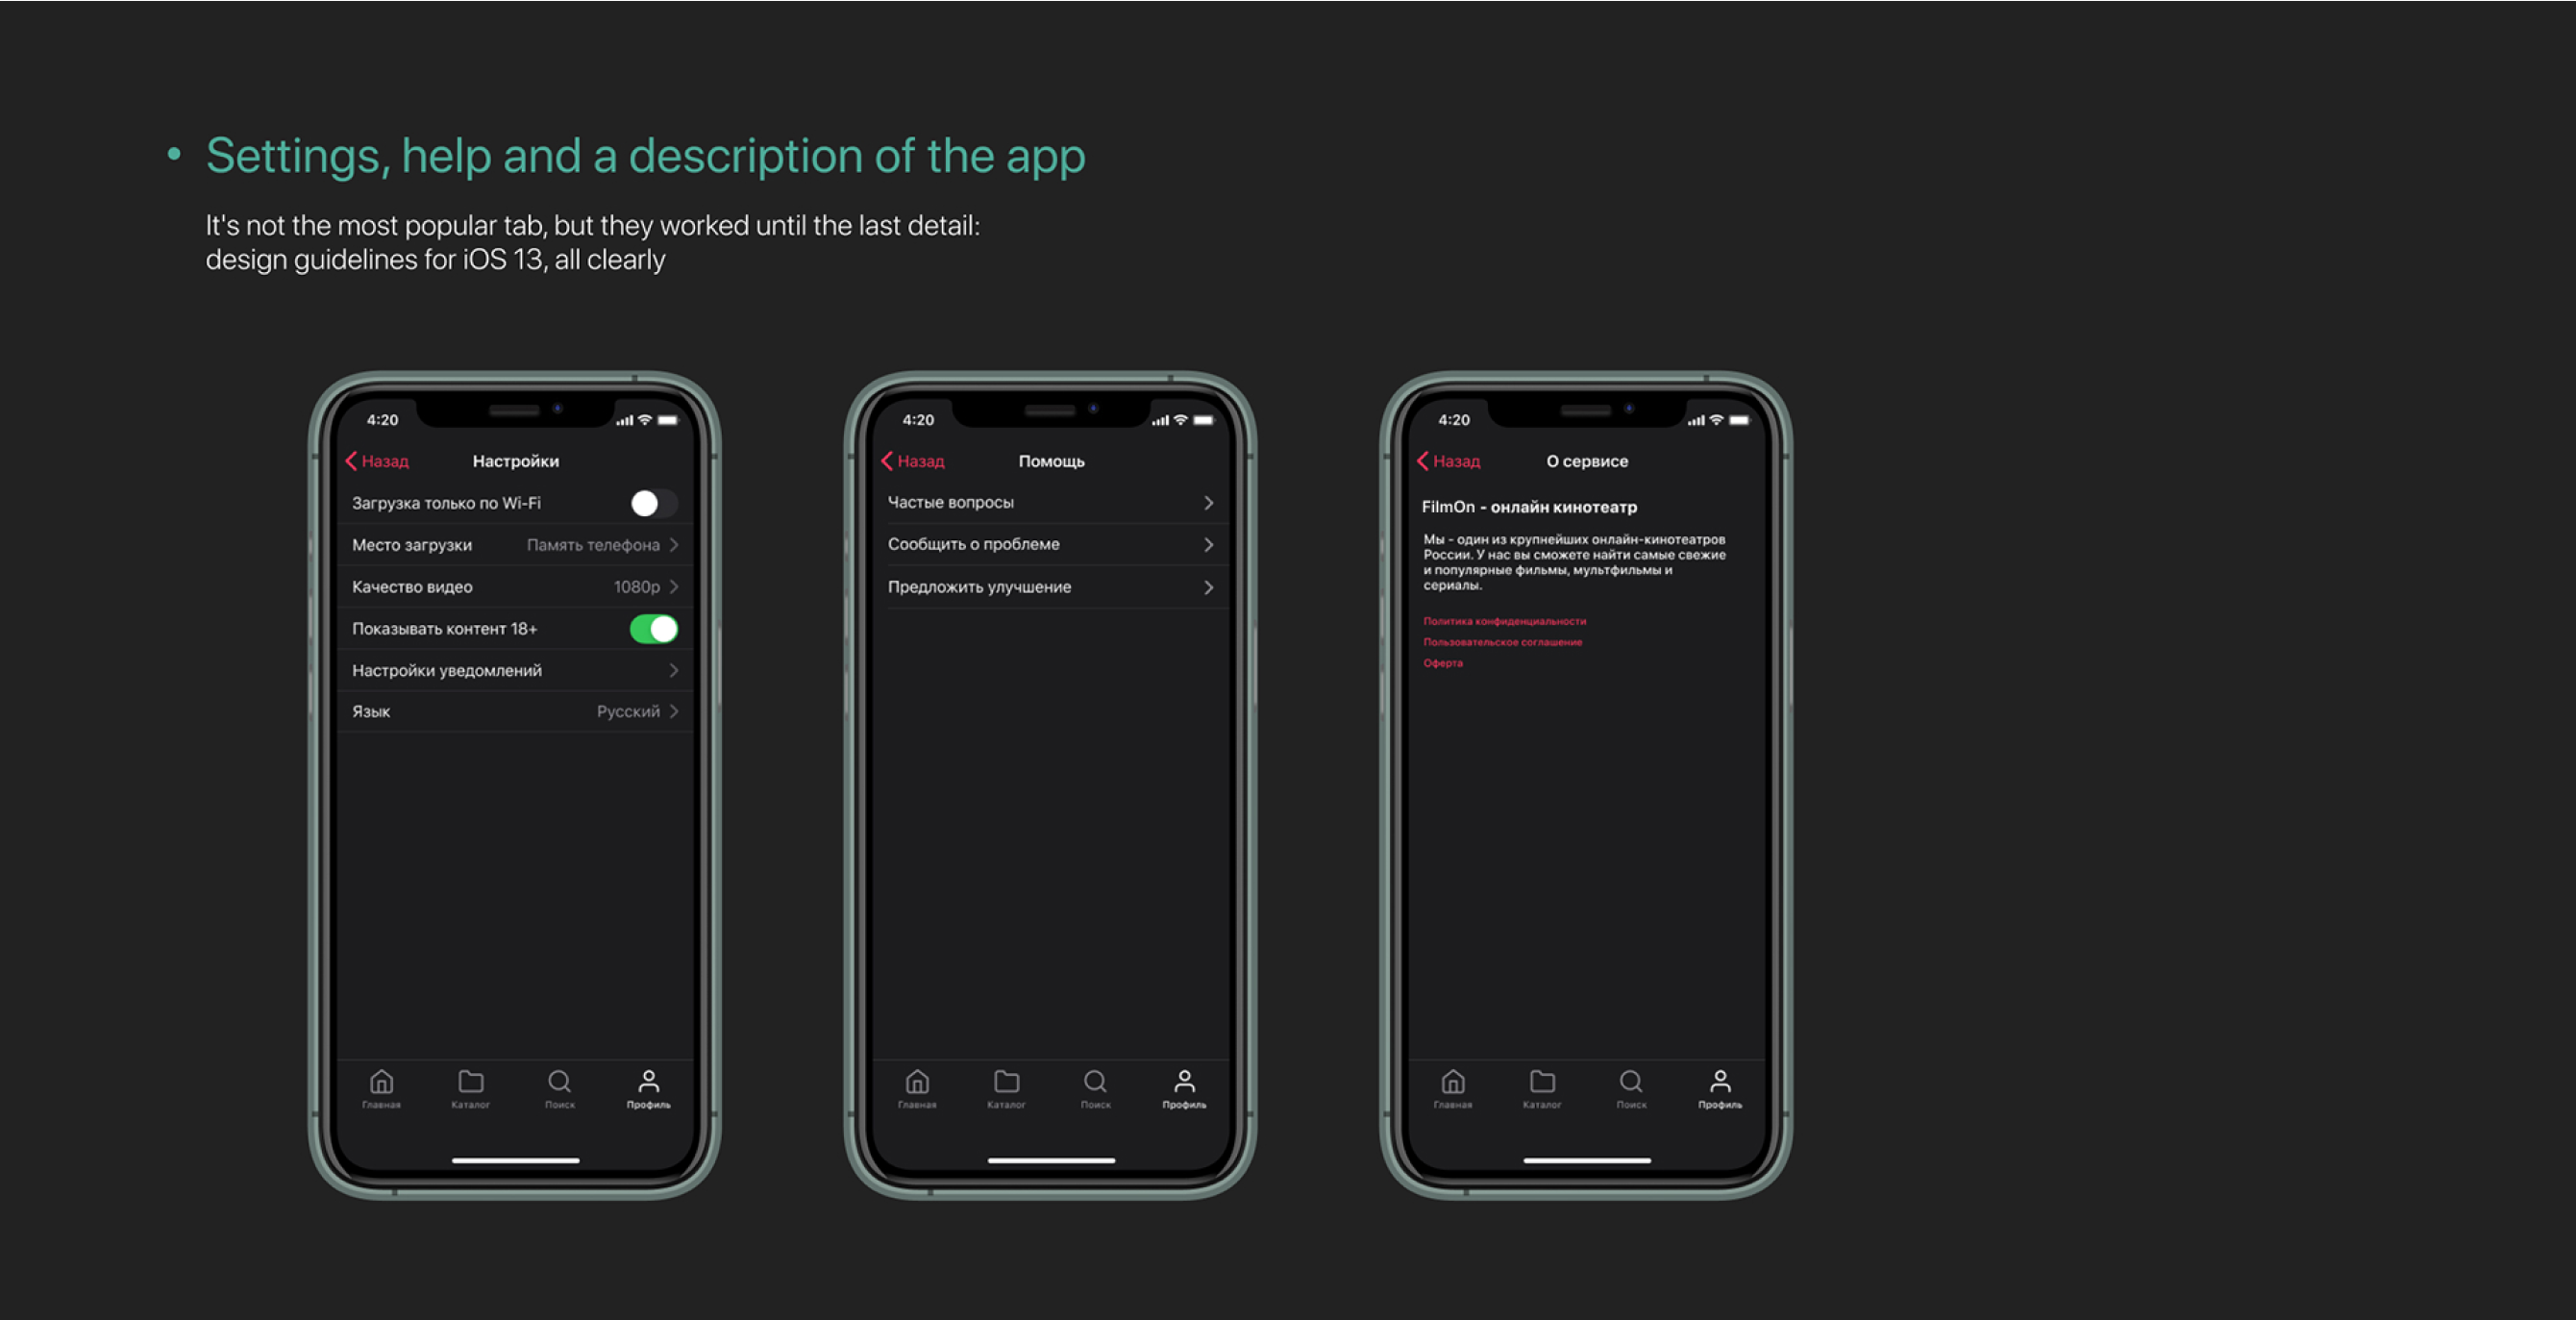 • Settings, help and a description of the app
It's not the most popular tab, but they worked until the last detail:
design guidelines for iOS 13, all clearly
4:20
Назад Настройки
Загрузка только по Wi-Fi
Место загрузки Память телефона
Качество видео 1080p
Показывать контент 18+
Настройки уведомлений
Язык Русский
Главная Каталог Поиск Профиль
4:20
Назад Помощь
Частые вопросы
Сообщить о проблеме
Предложить улучшение
Главная Каталог Поиск Профиль
4:20
Назад О сервисе
FilmOn - онлайн кинотеатр
Мы - один из крупнейших онлайн-кинотеатров
России. У нас вы сможете найти самые свежие
и популярные фильмы, мультфильмы и
сериалы.
Политика конфиденциальности
Пользовательское соглашение
Оферта
Главная Каталог Поиск Профиль